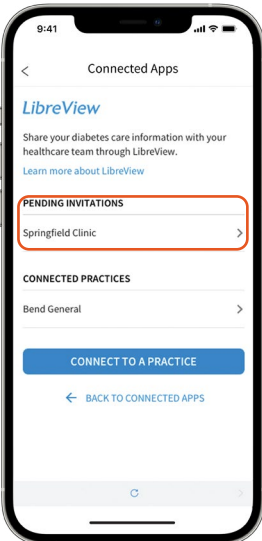 9:41
Connected Apps
LibreView
Share your diabetes care information with your
healthcare team through LibreView.
Learn more about LibreView
PENDING INVITATIONS
Springfield Clinic
CONNECTED PRACTICES
Bend General
CONNECT TO A PRACTICE
BACK TO CONNECTED APPS